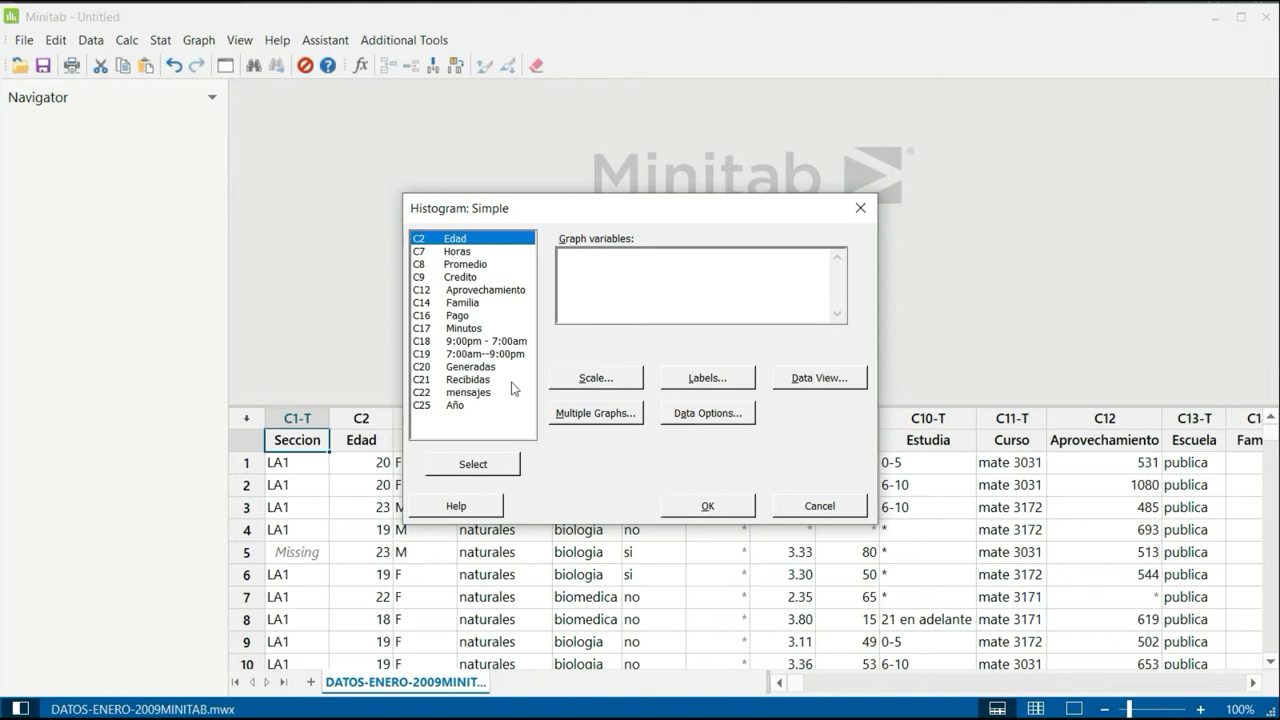 Minitab - Untitled
File Edit Data Calc Stat Graph View Help Assistant Additional Tools
Navigator
Minitab
Histogram: Simple
Graph variables:
C2 Edad
C7 Horas
C8 Promedio
C9 Credito
C12 Aprovechamiento
C14 Familia
C16 Pago
C17 Minutos
C18 9:00pm - 7:00am
C19 7:00am--9:00pm
C20 Generadas
C21 Recibidas
C22 mensajes
C25 Año
Scale... Labels... Data View...
Multiple Graphs... Data Options...
Select
Help OK Cancel
C1-T C2 C10-T C11-T C12 C13-T C1
Seccion Edad Estudia Curso Aprovechamiento Escuela Fam
1 LA1 20 F 0-5 mate 3031 531 publica
2 LA1 20 F 6-10 mate 3172 1080 publica
3 LA1 23 M 6-10 mate 3172 485 publica
4 LA1 19 M naturales biologia no * * * * mate 3172 693 publica
5 Missing 23 M naturales biologia si * 3.33 80 * mate 3031 513 publica
6 LA1 19 F naturales biologia si * 3.30 50 * mate 3172 544 publica
7 LA1 22 F naturales biomedica no * 2.35 65 * mate 3171 * publica
8 LA1 18 F naturales biomedica no * 3.80 15 21 en adelante mate 3171 619 publica
9 LA1 19 F naturales biologia no * 3.11 49 0-5 mate 3171 502 publica
10 LA1 19 F naturales biologia no * 3.36 53 6-10 mate 3031 653 publica
DATOS-ENERO-2009MINIT...
DATOS-ENERO-2009MINITAB.mwx 100%